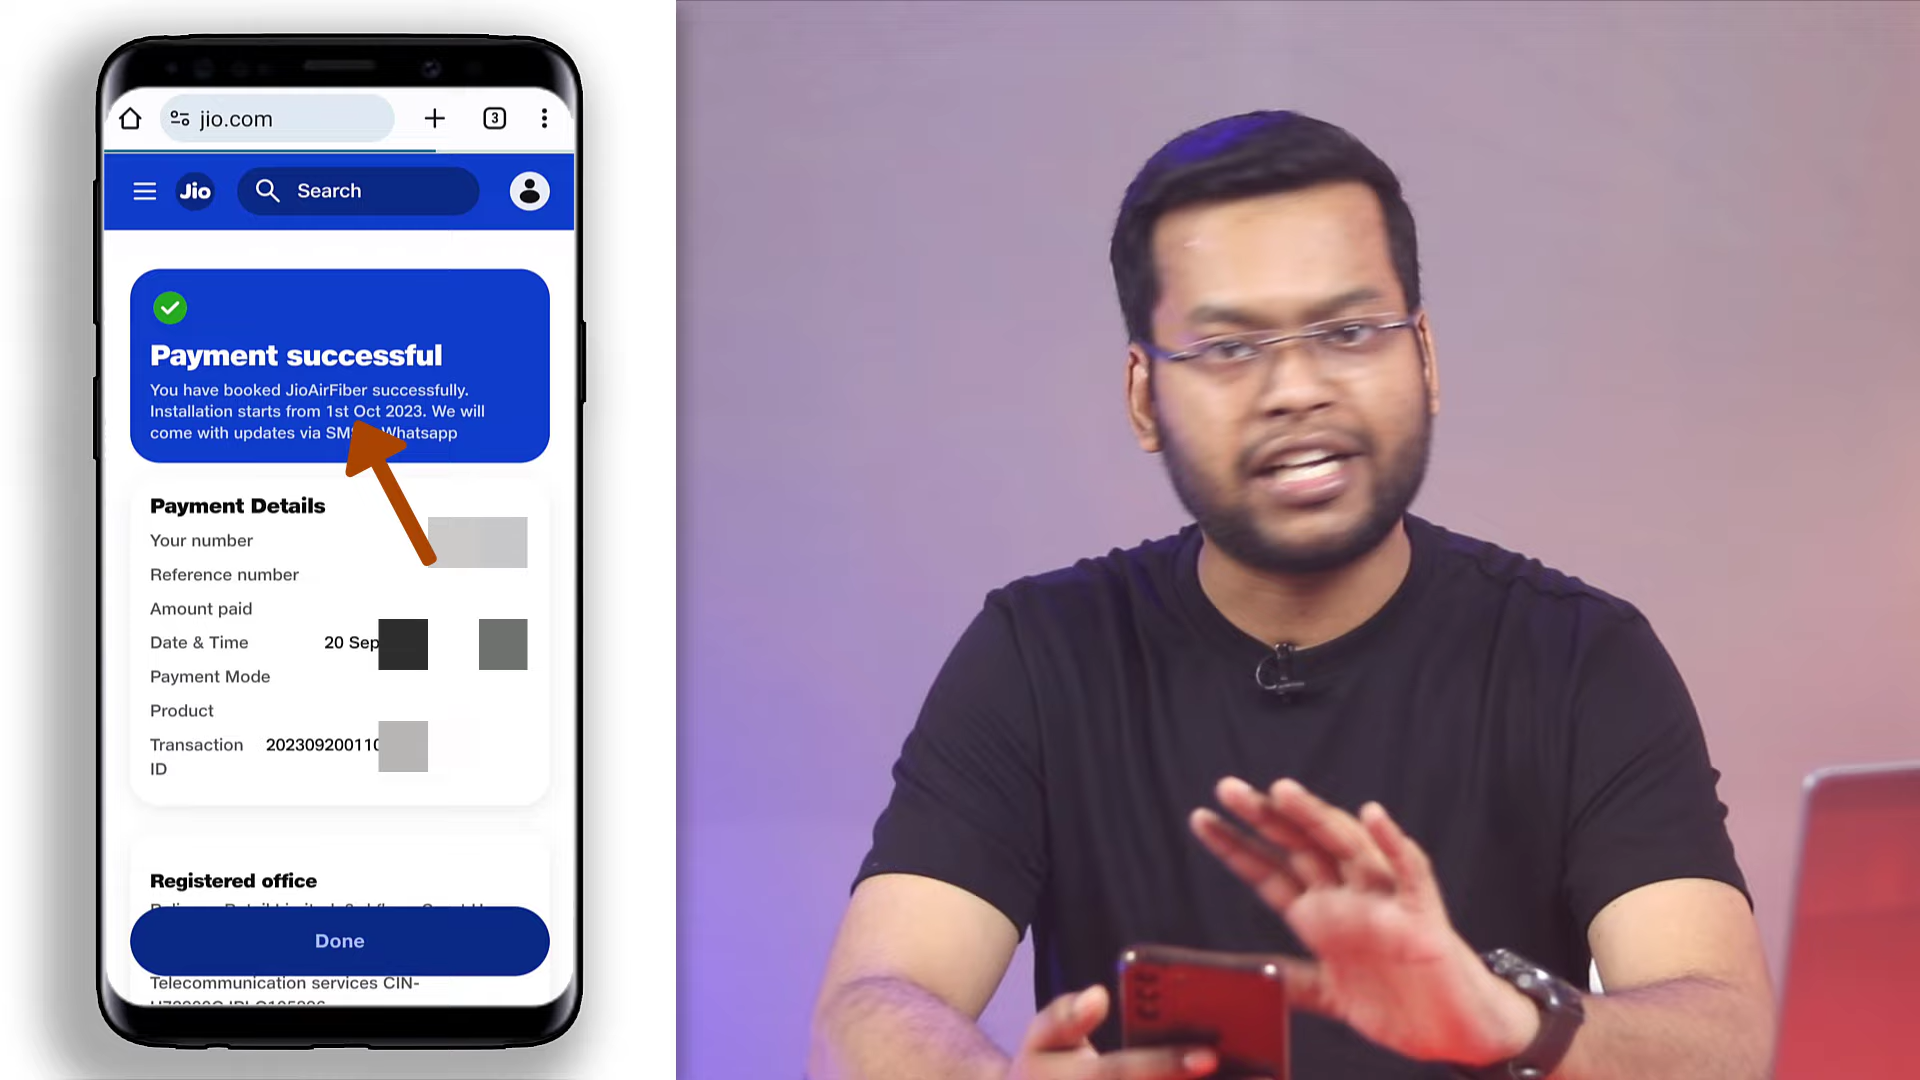 jio.com
3
Jio
Search
Payment successful
You have booked JioAirFiber successfully.
Installation starts from 1st Oct 2023. We will
come with updates via SMS Whatsapp
Payment Details
Your number
Reference number
Amount paid
Date & Time 20 Sep
Payment Mode
Product
Transaction 202309200110
ID
Registered office
Done
Telecommunication services CIN-